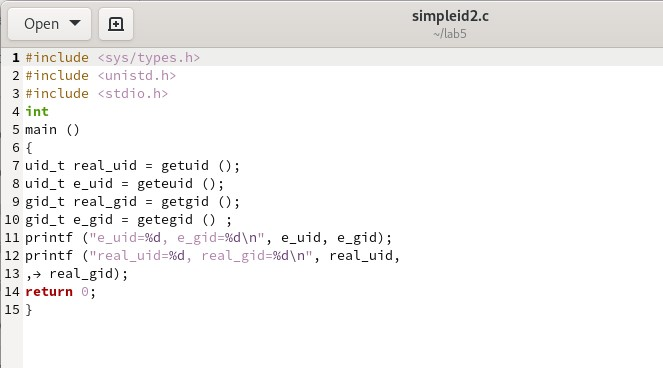 Open
simpleid2.c
~/lab5
1 #include <sys/types.h>
2 #include <unistd.h>
3 #include <stdio.h>
4 int
5 main ()
6 {
7 uid_t real_uid = getuid ();
8 uid_t e_uid = geteuid ();
9 gid_t real_gid = getgid ();
10 gid_t e_gid = getegid () ;
11 printf ("e_uid=%d, e_gid=%d\n", e_uid, e_gid);
12 printf ("real_uid=%d, real_gid=%d\n", real_uid,
13 ,→ real_gid);
14 return 0;
15 }